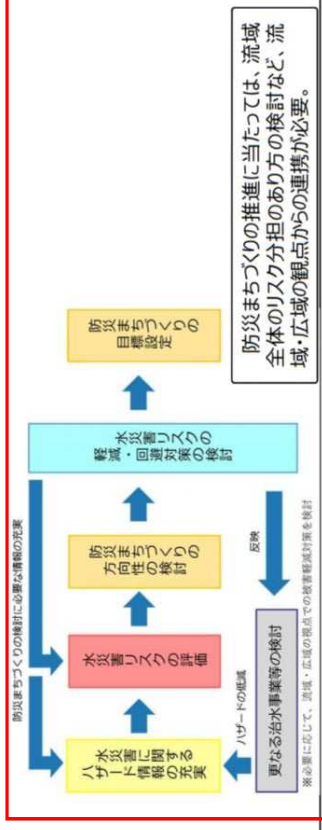 防災まちづくりの検討に必要な情報の充実
水災害に関する
ハザード情報の充実
水災害リスクの評価
防災まちづくりの
方向性の検討
水災害リスクの
軽減・回避対策の検討
防災まちづくりの
目標設定
ハザードの低減
反映
更なる治水事業等の検討
※必要に応じて、流域・広域の視点での被害軽減対策を検討
防災まちづくりの推進に当たっては、流域
全体のリスク分担のあり方の検討など、流
域・広域の観点からの連携が必要。